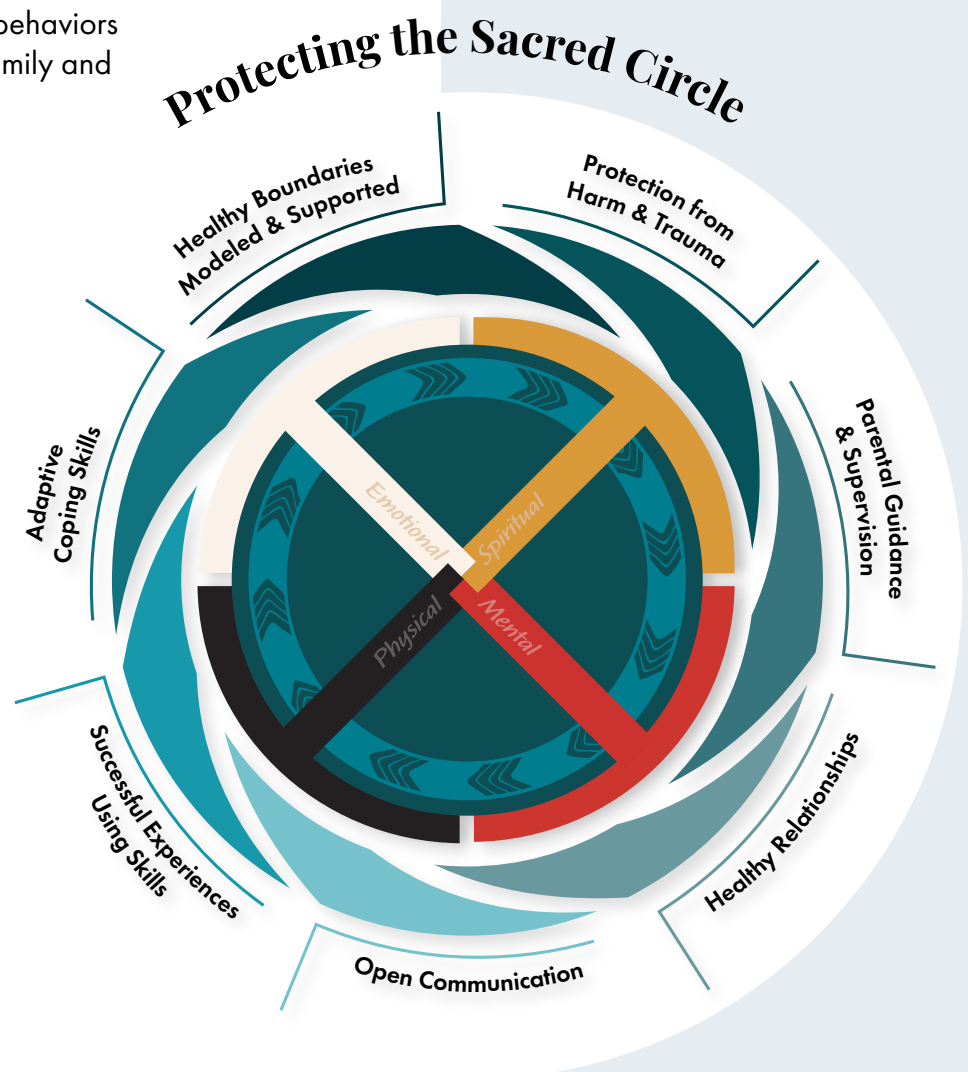 behaviors
mily and
Protecting the Sacred Circle
Healthy Boundaries
Modeled & Supported
Protection from
Harm & Trauma
Parental Guidance
& Supervision
Healthy Relationships
Open Communication
Successful Experiences
Using Skills
Adaptive
Coping Skills
Emotional
Spiritual
Physical
Mental